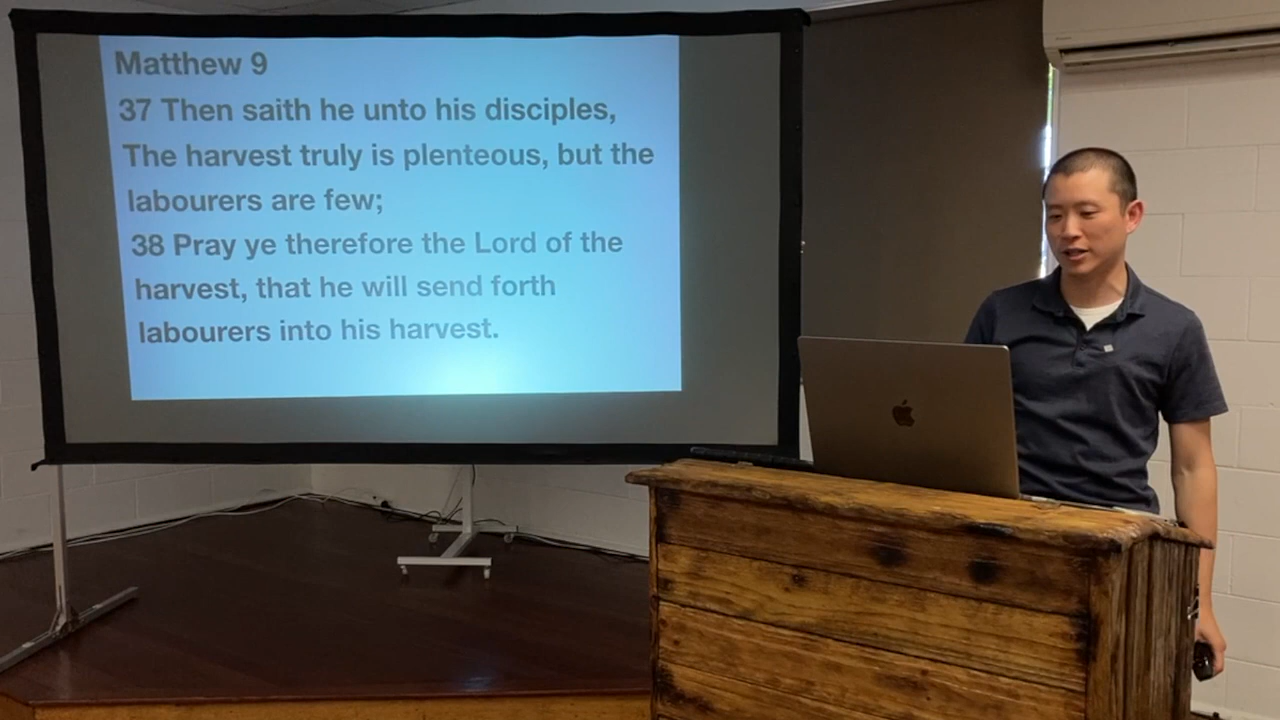 Matthew 9
37 Then saith he unto his disciples,
The harvest truly is plenteous, but the
labourers are few;
38 Pray ye therefore the Lord of the
harvest, that he will send forth
labourers into his harvest.